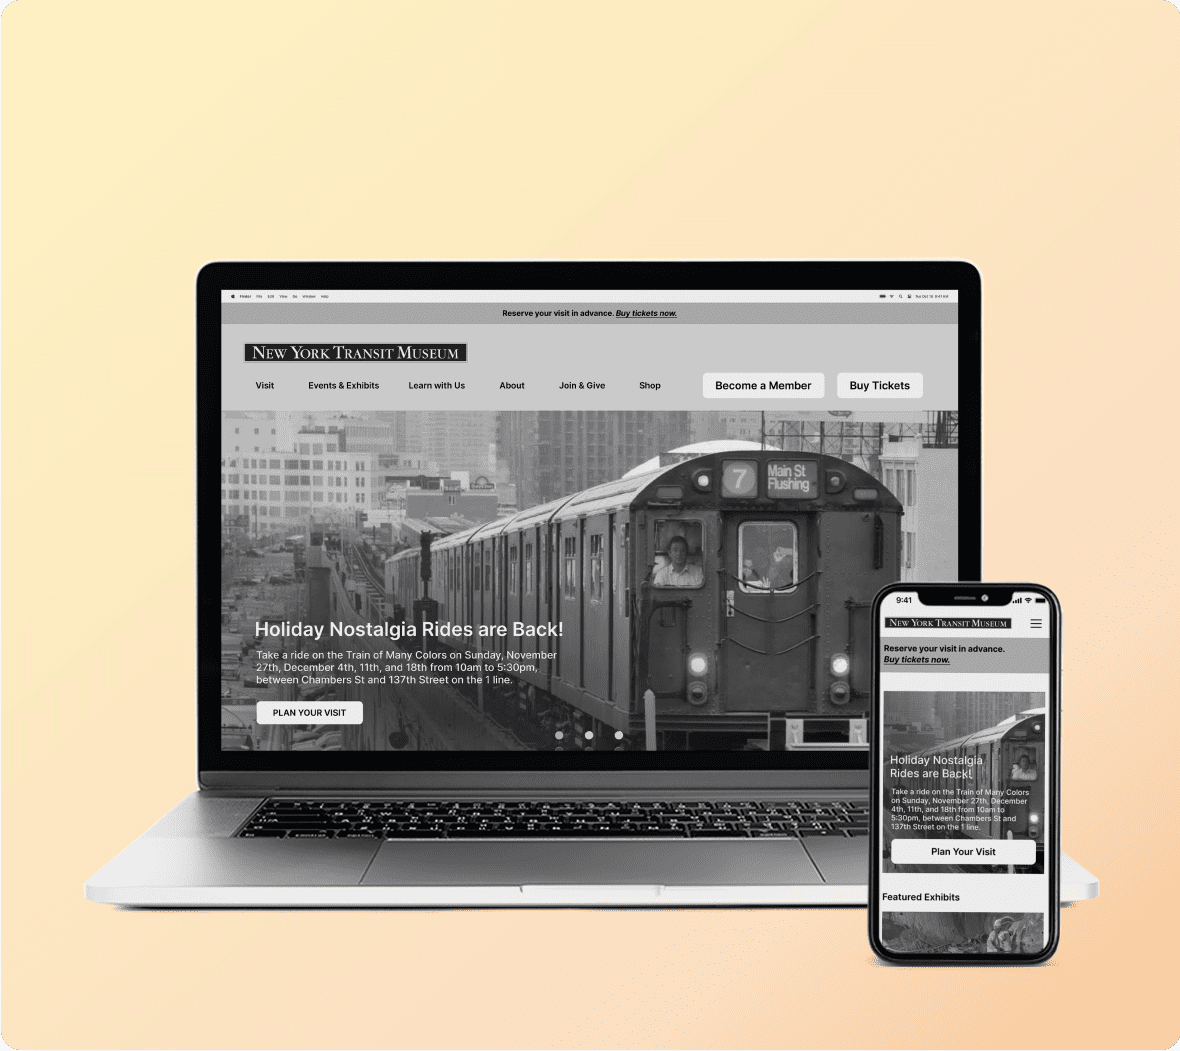 Finder File Edit View Go Window Help
Reserve your visit in advance. Buy tickets now.
NEW YORK TRANSIT MUSEUM
Visit Events & Exhibits Learn with Us About Join & Give Shop Become a Member Buy Tickets
7 Main St
Flushing
Holiday Nostalgia Rides are Back!
Take a ride on the Train of Many Colors on Sunday, November
27th, December 4th, 11th, and 18th from 10am to 5:30pm,
between Chambers St and 137th Street on the 1 line.
PLAN YOUR VISIT
9:41
NEW YORK TRANSIT MUSEUM
Reserve your visit in advance.
Buy tickets now.
Holiday Nostalgia
Rides are Back!
Take a ride on the Train of Many Colors
on Sunday, November 27th, December
4th, 11th, and 18th from 10am to
5:30pm, between Chambers St and
137th Street on the 1 line.
Plan Your Visit
Featured Exhibits